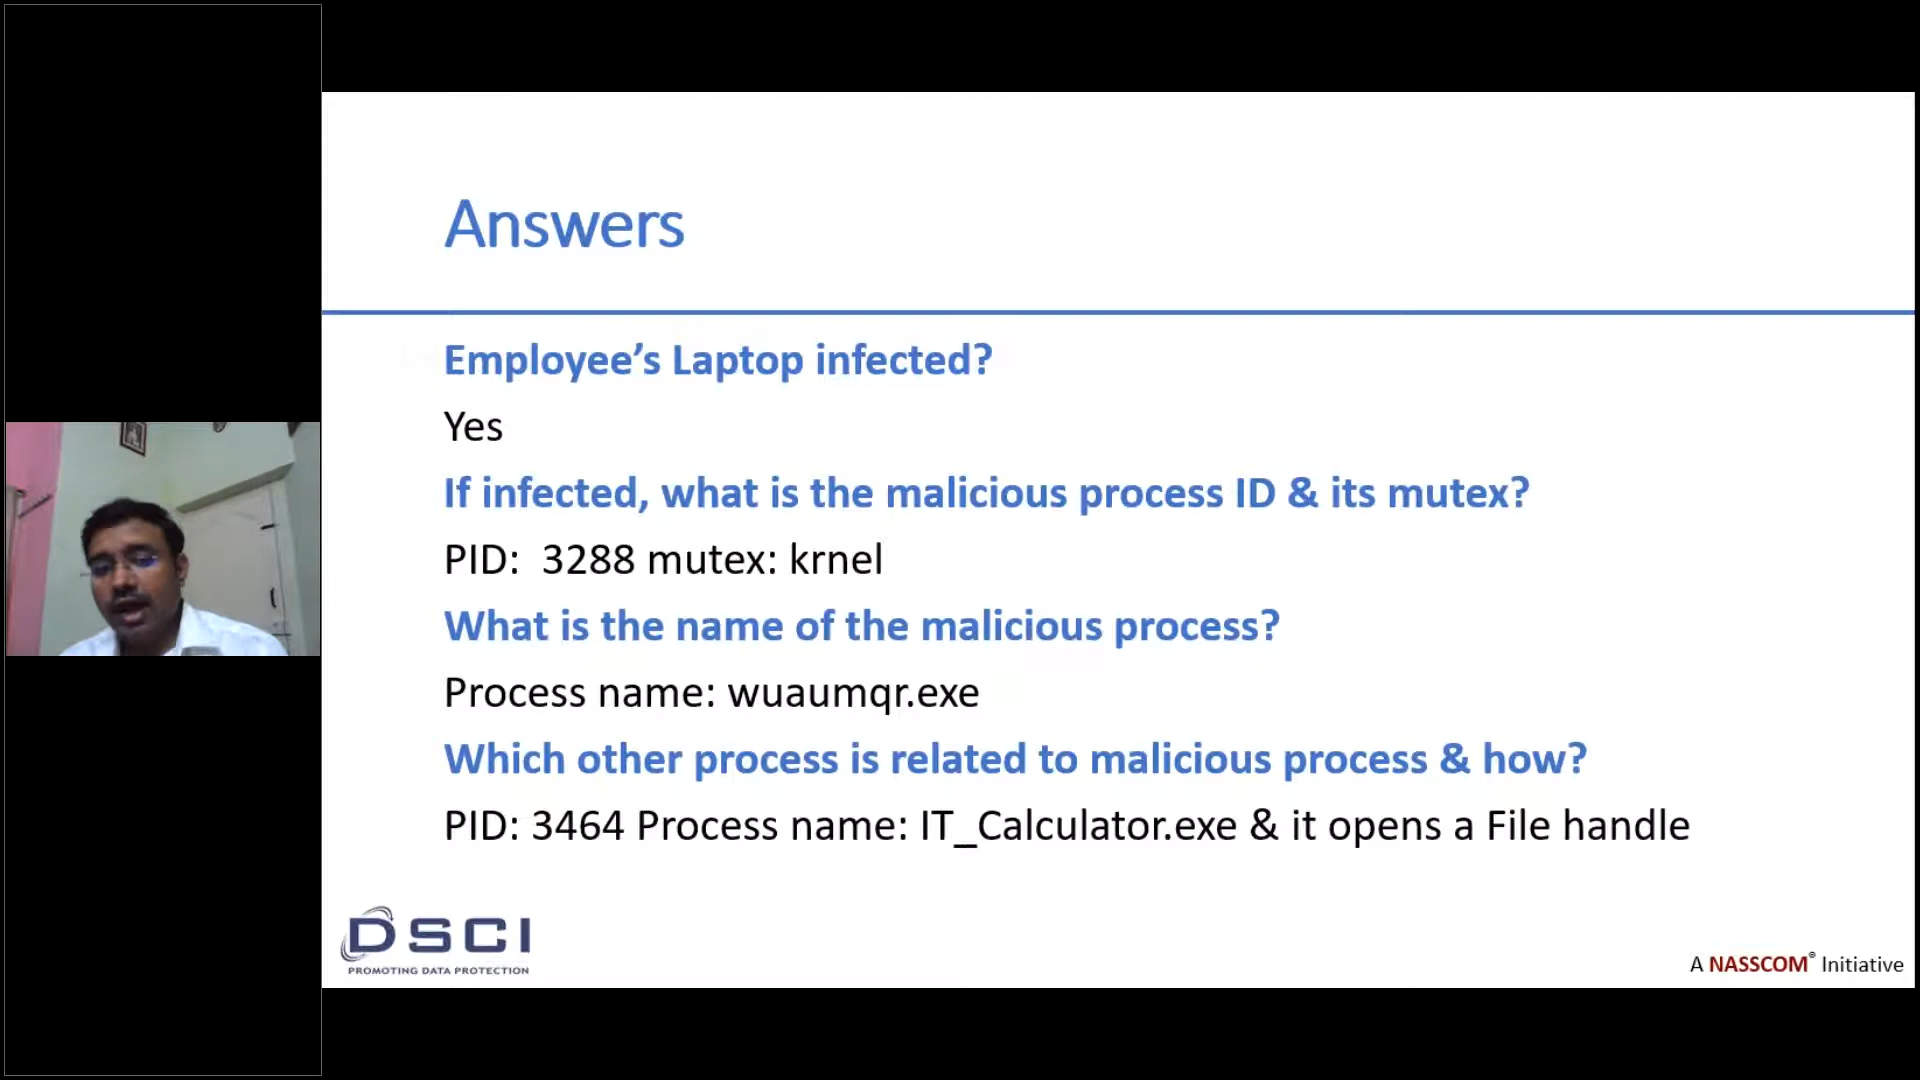 Answers
Employee’s Laptop infected?
Yes
If infected, what is the malicious process ID & its mutex?
PID:  3288 mutex: krnel
What is the name of the malicious process?
Process name: wuaumqr.exe
Which other process is related to malicious process & how?
PID: 3464 Process name: IT_Calculator.exe & it opens a File handle
DSCI
PROMOTING DATA PROTECTION
A NASSCOM® Initiative